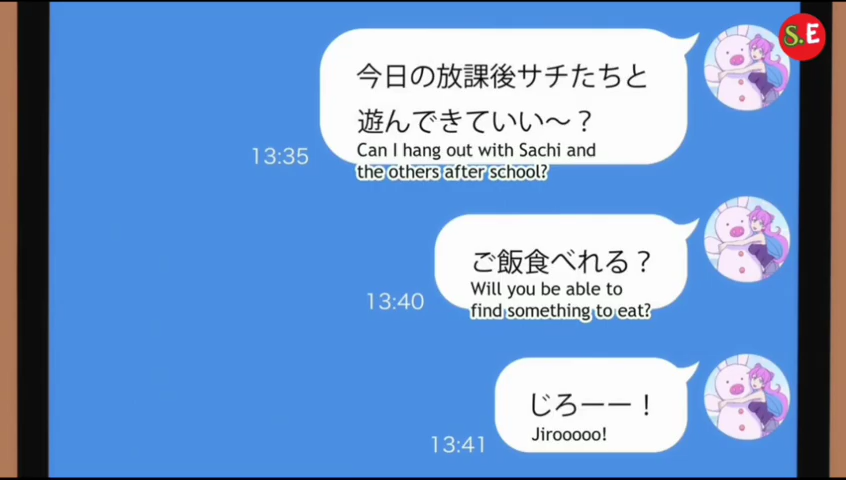 S.E
今日の放課後サチたちと
遊んできていい～？
Can I hang out with Sachi and
the others after school?
13:35
ご飯食べれる？
Will you be able to
find something to eat?
13:40
じろーー！
Jirooooo!
13:41